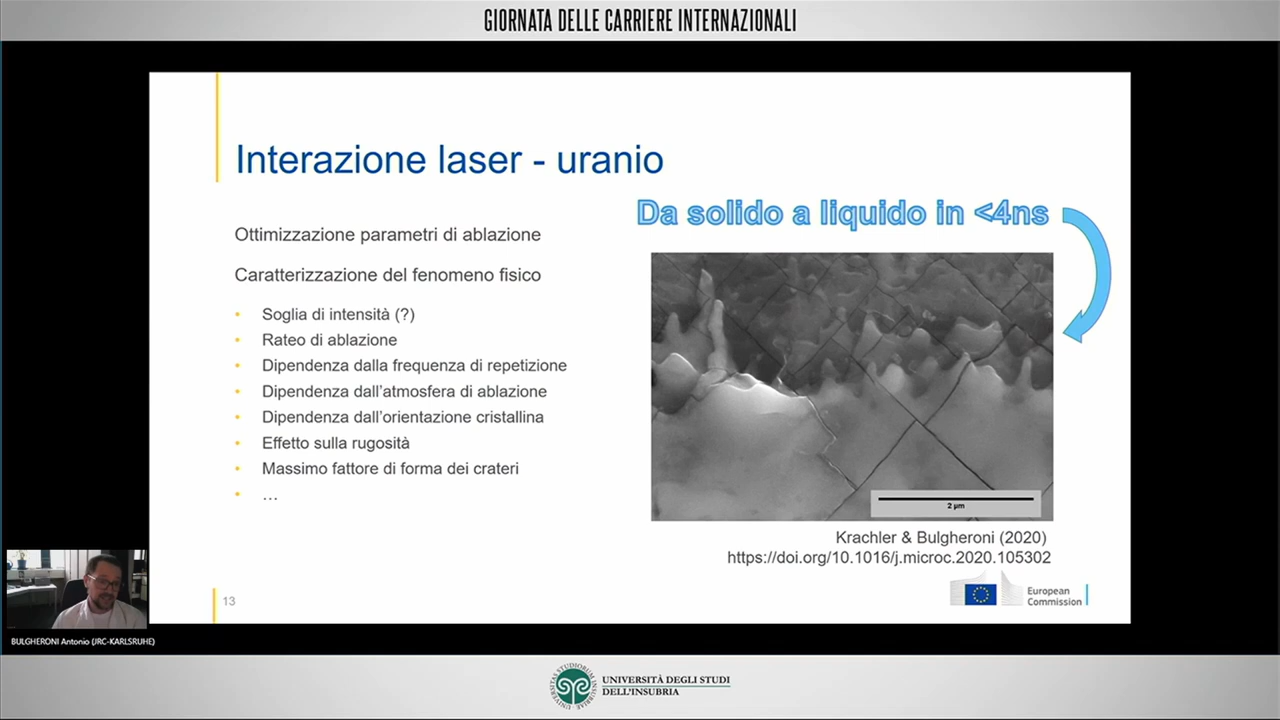 GIORNATA DELLE CARRIERE INTERNAZIONALI
Interazione laser - uranio
Da solido a liquido in <4ns
Ottimizzazione parametri di ablazione
Caratterizzazione del fenomeno fisico
• Soglia di intensità (?)
• Rateo di ablazione
• Dipendenza dalla frequenza di repetizione
• Dipendenza dall'atmosfera di ablazione
• Dipendenza dall'orientazione cristallina
• Effetto sulla rugosità
• Massimo fattore di forma dei crateri
• …
2 µm
Krachler & Bulgheroni (2020)
https://doi.org/10.1016/j.microc.2020.105302
European
Commission
13
BULGHERONI Antonio (JRC-KARLSRUHE)
UNIVERSITÀ DEGLI STUDI
DELL'INSUBRIA